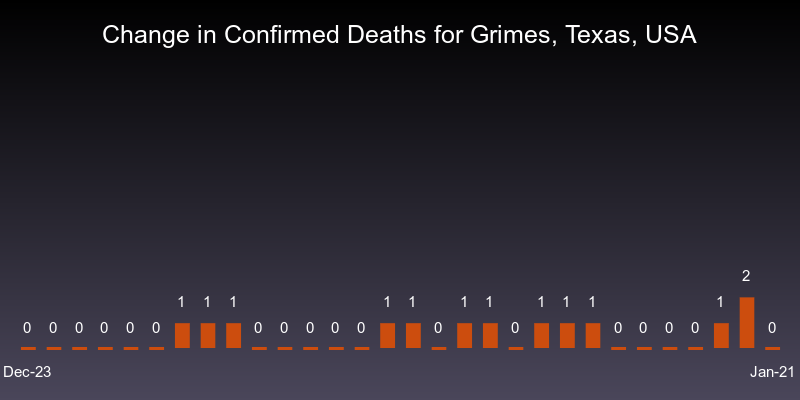 Change in Confirmed Deaths for Grimes, Texas, USA
2
1 1 1 1 1 1 1 1 1 1 1
0 0 0 0 0 0 0 0 0 0 0 0 0 0 0 0 0 0
Dec-23 Jan-21